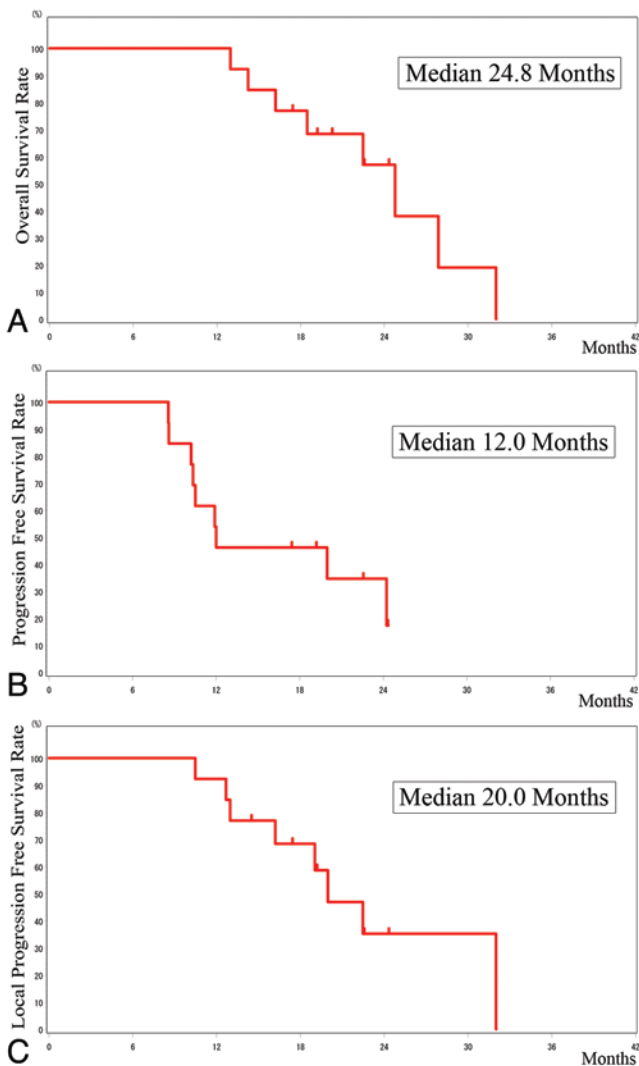 (%)
100
90
80
70
60
50
40
30
20
10
0
Overall Survival Rate
Median 24.8 Months
A
0 6 12 18 24 30 36 42
Months
(%)
100
90
80
70
60
50
40
30
20
10
0
Progression Free Survival Rate
Median 12.0 Months
B
0 6 12 18 24 30 36 42
Months
(%)
100
90
80
70
60
50
40
30
20
10
0
Local Progression Free Survival Rate
Median 20.0 Months
C
0 6 12 18 24 30 36 42
Months